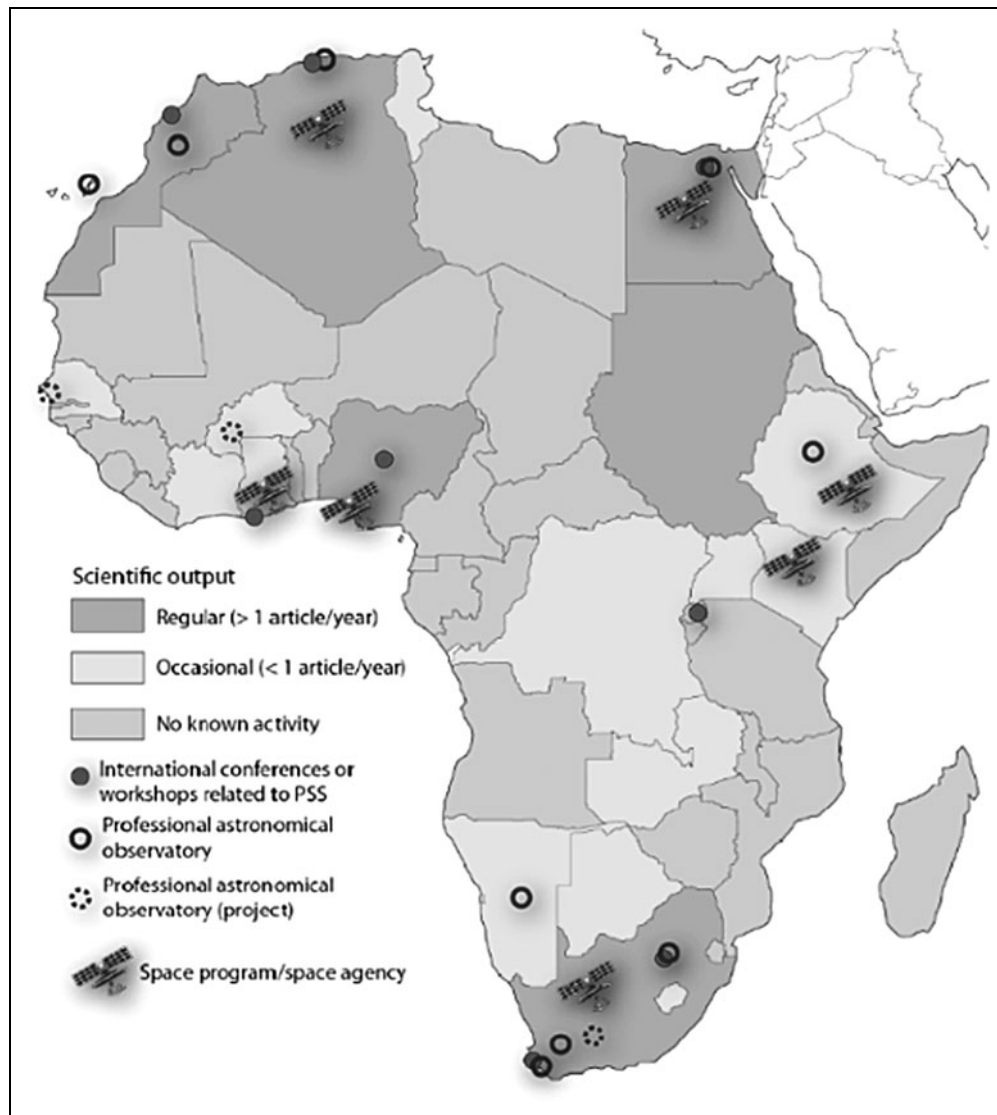 Scientific output
Regular (> 1 article/year)
Occasional (< 1 article/year)
No known activity
International conferences or
workshops related to PSS
Professional astronomical
observatory
Professional astronomical
observatory (project)
Space program/space agency